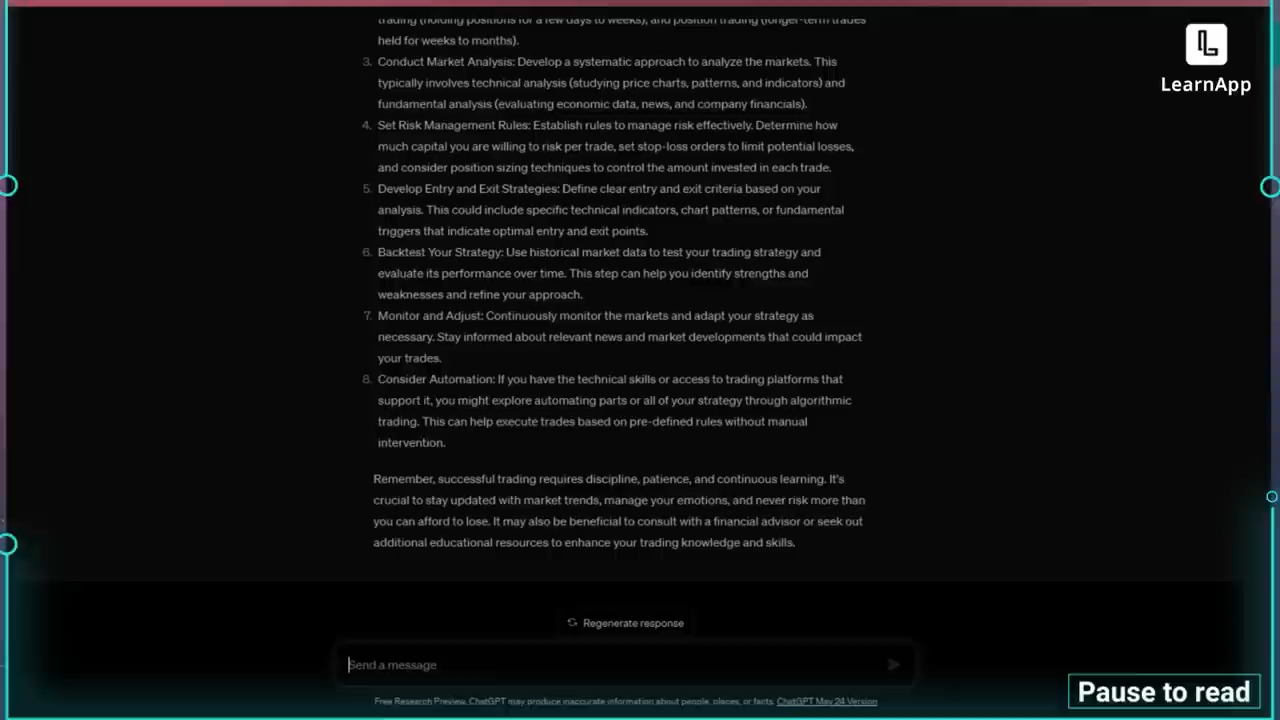 trading (holding positions for a few days to weeks), and position trading (longer-term trades
held for weeks to months).
3. Conduct Market Analysis: Develop a systematic approach to analyze the markets. This
typically involves technical analysis (studying price charts, patterns, and indicators) and
fundamental analysis (evaluating economic data, news, and company financials).
4. Set Risk Management Rules: Establish rules to manage risk effectively. Determine how
much capital you are willing to risk per trade, set stop-loss orders to limit potential losses,
and consider position sizing techniques to control the amount invested in each trade.
5. Develop Entry and Exit Strategies: Define clear entry and exit criteria based on your
analysis. This could include specific technical indicators, chart patterns, or fundamental
triggers that indicate optimal entry and exit points.
6. Backtest Your Strategy: Use historical market data to test your trading strategy and
evaluate its performance over time. This step can help you identify strengths and
weaknesses and refine your approach.
7. Monitor and Adjust: Continuously monitor the markets and adapt your strategy as
necessary. Stay informed about relevant news and market developments that could impact
your trades.
8. Consider Automation: If you have the technical skills or access to trading platforms that
support it, you might explore automating parts or all of your strategy through algorithmic
trading. This can help execute trades based on pre-defined rules without manual
intervention.
Remember, successful trading requires discipline, patience, and continuous learning. It's
crucial to stay updated with market trends, manage your emotions, and never risk more than
you can afford to lose. It may also be beneficial to consult with a financial advisor or seek out
additional educational resources to enhance your trading knowledge and skills.
LearnApp
Regenerate response
Send a message
Free Research Preview. ChatGPT may produce inaccurate information about people, places, or facts. ChatGPT May 24 Version
Pause to read